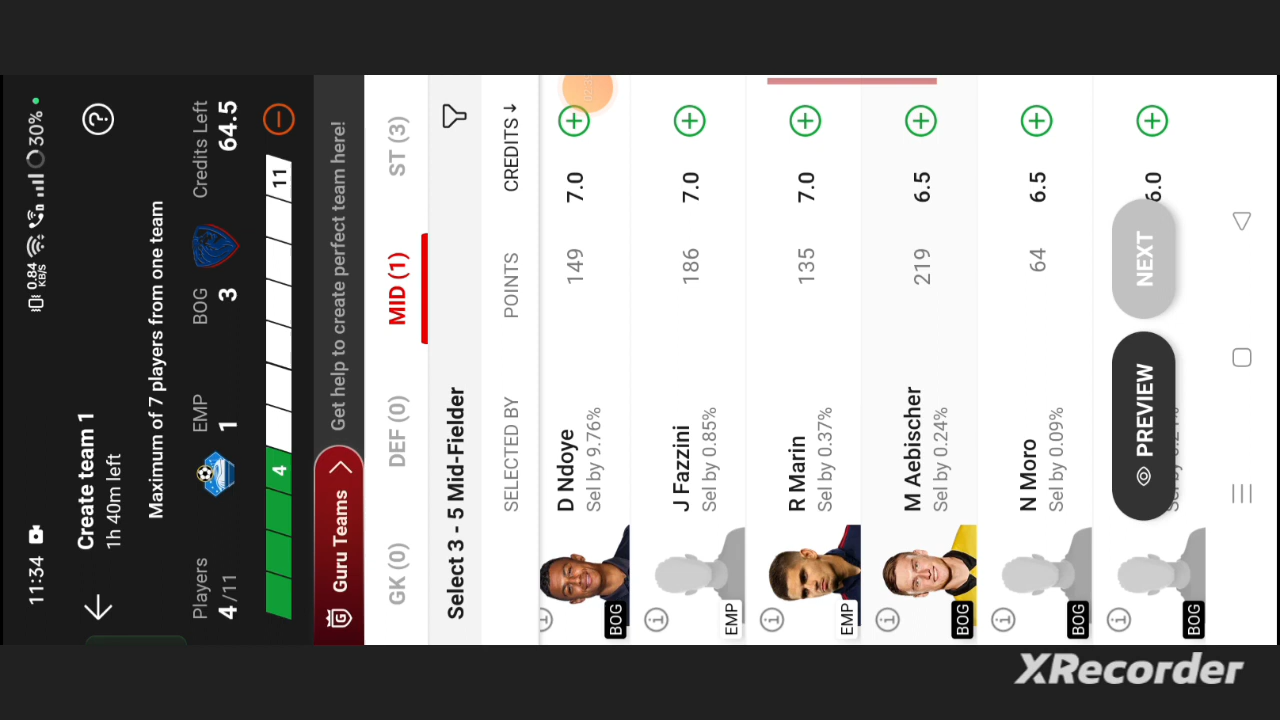 11:34
0.84 KB/S
30%
Create team 1
1h 40m left
Maximum of 7 players from one team
Players
4 /11
EMP
1
BOG
3
Credits Left
64.5
4
11
Guru Teams
Get help to create perfect team here!
GK (0)
DEF (0)
MID (1)
ST (3)
Select 3 - 5 Mid-Fielder
SELECTED BY
POINTS
CREDITS
D Ndoye
Sel by 9.76%
149
7.0
BOG
J Fazzini
Sel by 0.85%
186
7.0
EMP
R Marin
Sel by 0.37%
135
7.0
EMP
M Aebischer
Sel by 0.24%
219
6.5
BOG
N Moro
Sel by 0.09%
64
6.5
BOG
6.0
BOG
PREVIEW
NEXT
XRecorder